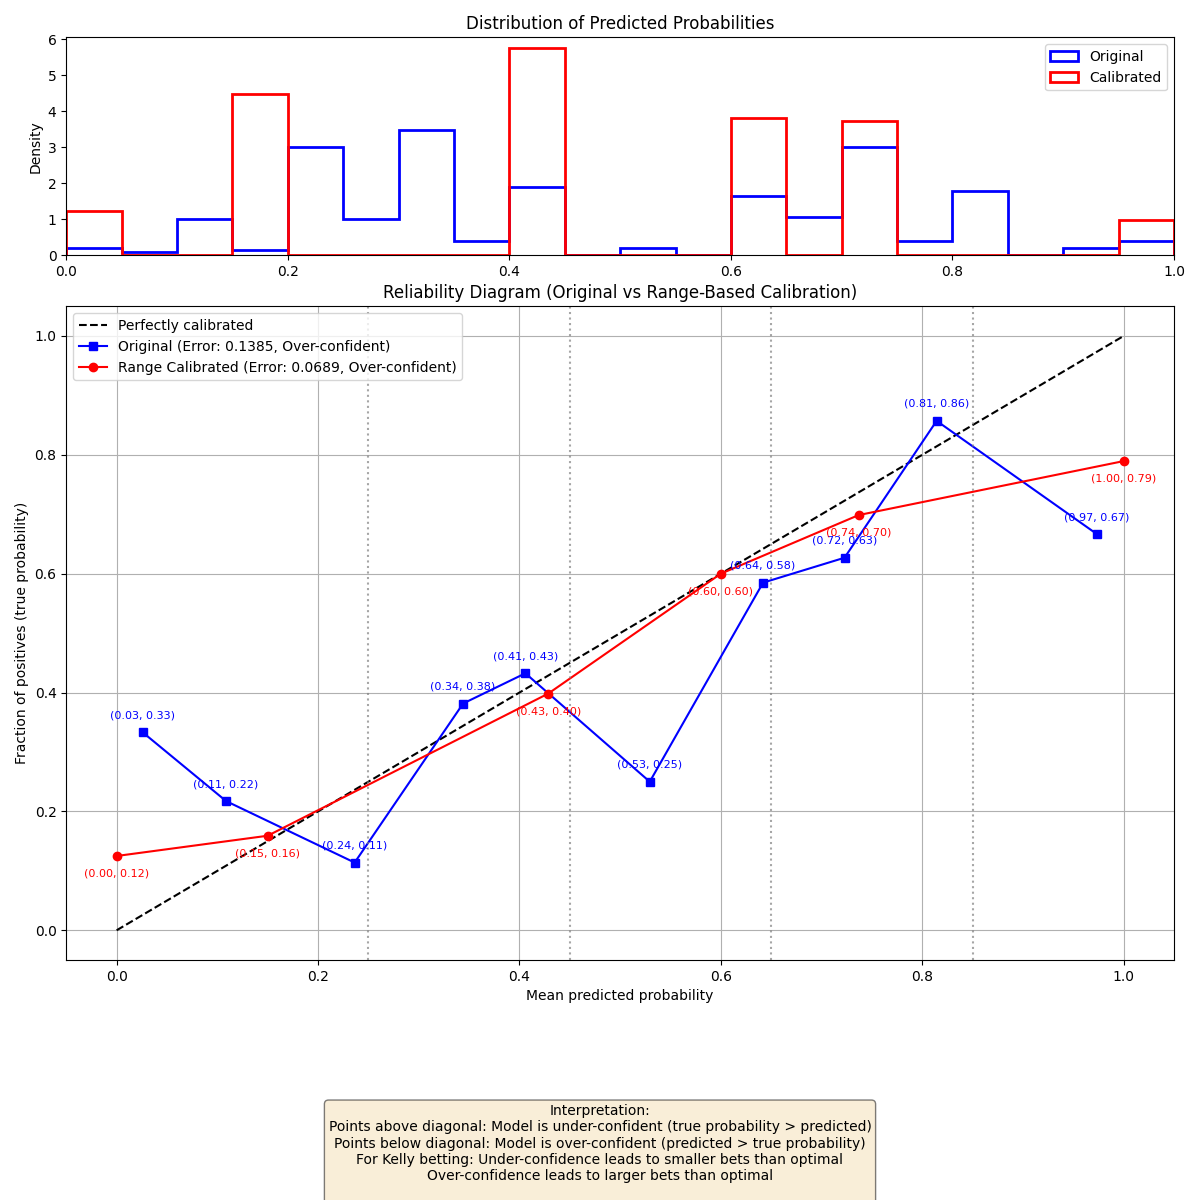 Distribution of Predicted Probabilities
6
5
4
3
2
1
0
Density
Original
Calibrated
0.0 0.2 0.4 0.6 0.8 1.0
Reliability Diagram (Original vs Range-Based Calibration)
Perfectly calibrated
Original (Error: 0.1385, Over-confident)
Range Calibrated (Error: 0.0689, Over-confident)
1.0
0.8
0.6
0.4
0.2
0.0
Fraction of positives (true probability)
(0.81, 0.86)
(1.00, 0.79)
(0.97, 0.67)
(0.74, 0.70)
(0.72, 0.63)
(0.64, 0.58)
(0.60, 0.60)
(0.41, 0.43)
(0.34, 0.38)
(0.43, 0.40)
(0.03, 0.33)
(0.53, 0.25)
(0.11, 0.22)
(0.24, 0.11)
(0.15, 0.16)
(0.00, 0.12)
0.0 0.2 0.4 0.6 0.8 1.0
Mean predicted probability
Interpretation:
Points above diagonal: Model is under-confident (true probability > predicted)
Points below diagonal: Model is over-confident (predicted > true probability)
For Kelly betting: Under-confidence leads to smaller bets than optimal
Over-confidence leads to larger bets than optimal